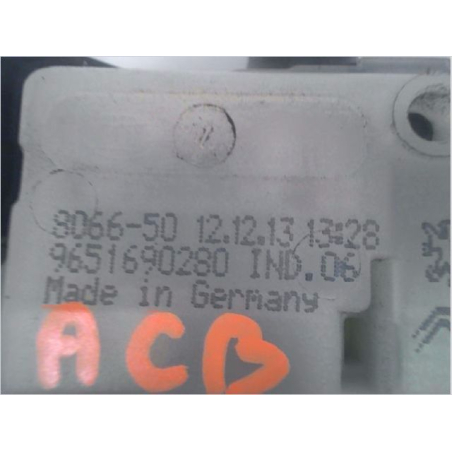 8066-50 12.12.13 13:28
9651690280 IND.06
Made in Germany
ACB